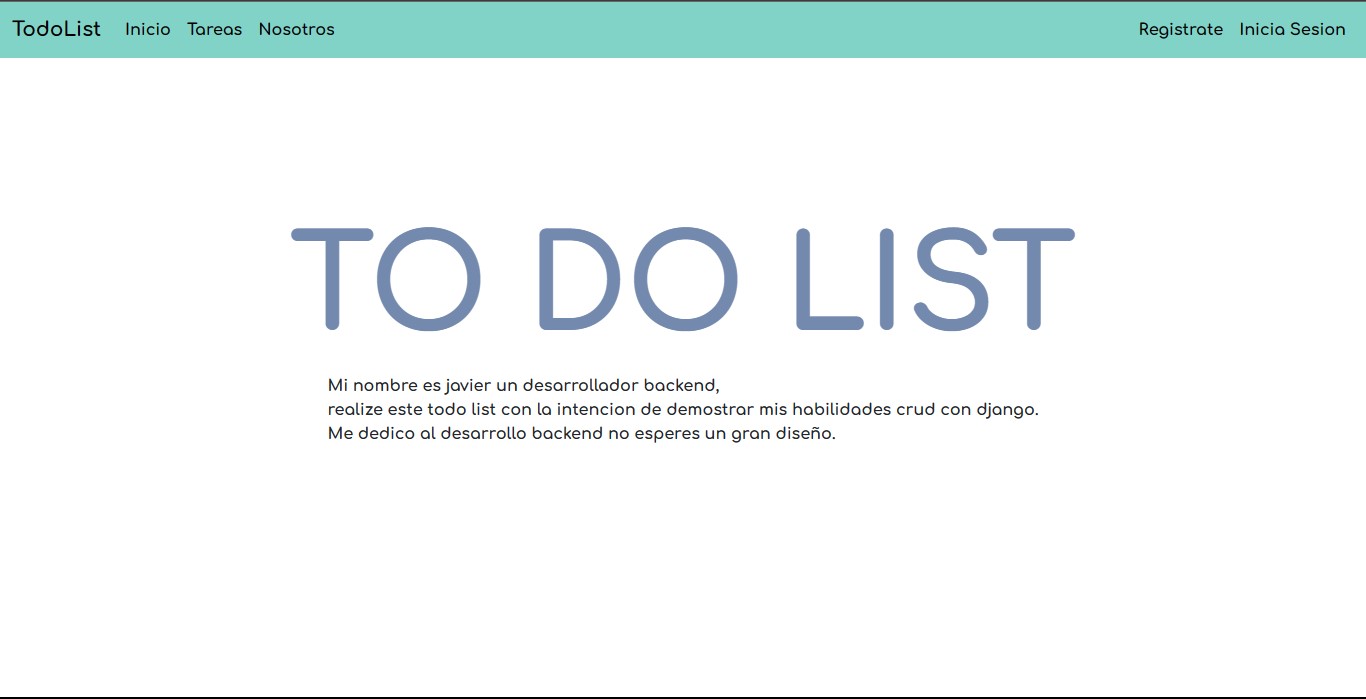 TodoList Inicio Tareas Nosotros Registrate Inicia Sesion
TO DO LIST
Mi nombre es javier un desarrollador backend,
realize este todo list con la intencion de demostrar mis habilidades crud con django.
Me dedico al desarrollo backend no esperes un gran diseño.